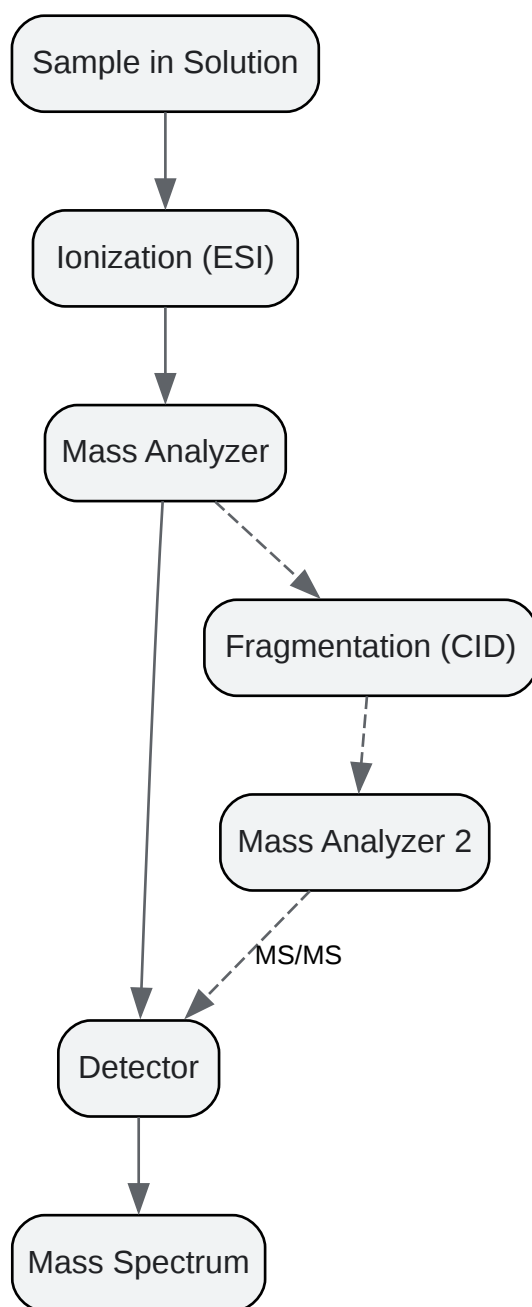 Sample in Solution
Ionization (ESI)
Mass Analyzer
Fragmentation (CID)
Mass Analyzer 2
MS/MS
Detector
Mass Spectrum